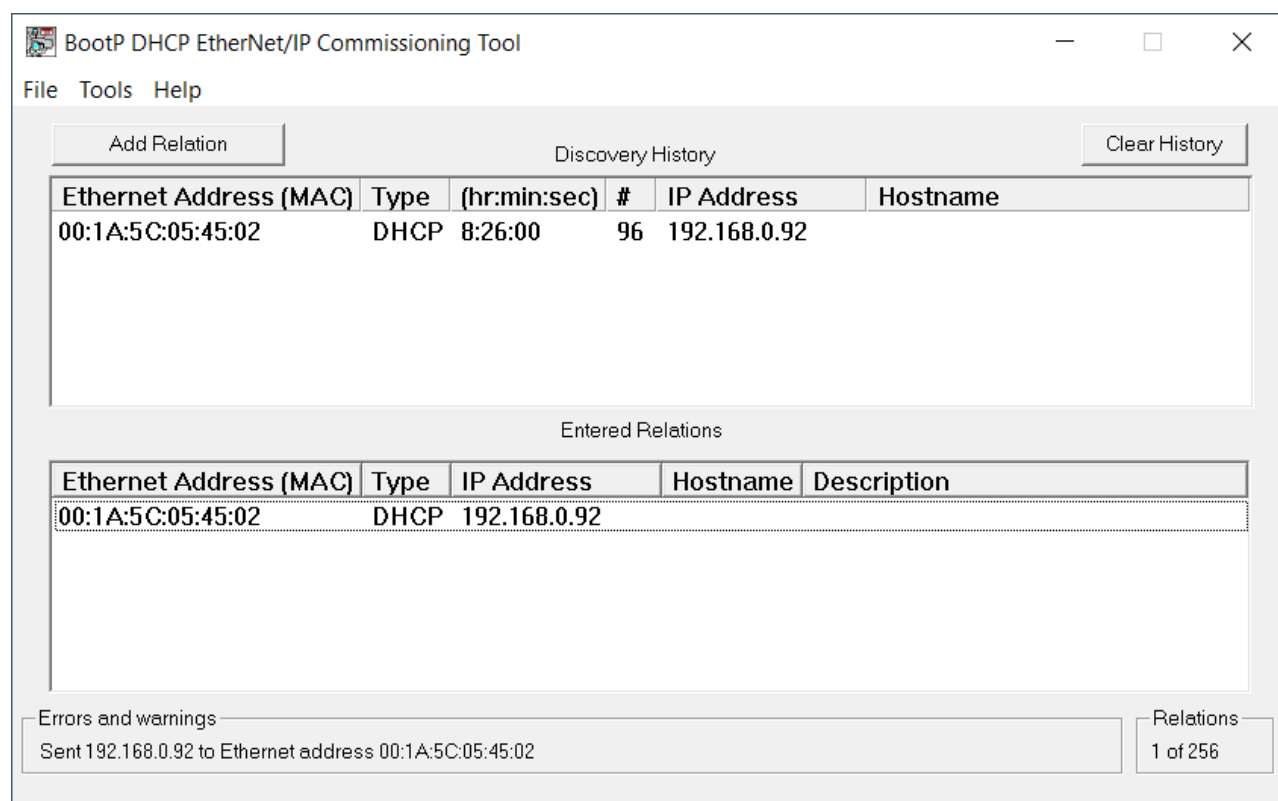 BootP DHCP EtherNet/IP Commissioning Tool
File Tools Help
Add Relation Discovery History Clear History
Ethernet Address (MAC) Type (hr:min:sec) # IP Address Hostname
00:1A:5C:05:45:02 DHCP 8:26:00 96 192.168.0.92
Entered Relations
Ethernet Address (MAC) Type IP Address Hostname Description
00:1A:5C:05:45:02 DHCP 192.168.0.92
Errors and warnings Relations
Sent 192.168.0.92 to Ethernet address 00:1A:5C:05:45:02 1 of 256